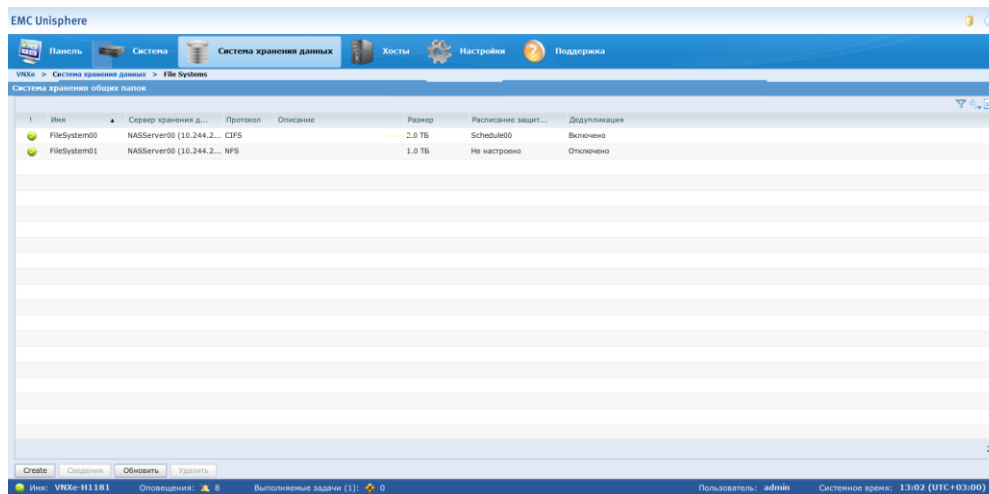 EMC Unisphere
Панель Система Система хранения данных Хосты Настройки Поддержка
VNXe > Система хранения данных > File Systems
Система хранения общих папок
! Имя ▲ Сервер хранения д... Протокол Описание Размер Расписание защит... Дедупликация
FileSystem00 NASServer00 (10.244.2... CIFS 2.0 ТБ Schedule00 Включено
FileSystem01 NASServer00 (10.244.2... NFS 1.0 ТБ Не настроено Отключено
Create Сведения Обновить Удалить
Имя: VNXe-H1181 Оповещения: 8 Выполняемые задачи (1): 0 Пользователь: admin Системное время: 13:02 (UTC+03:00)